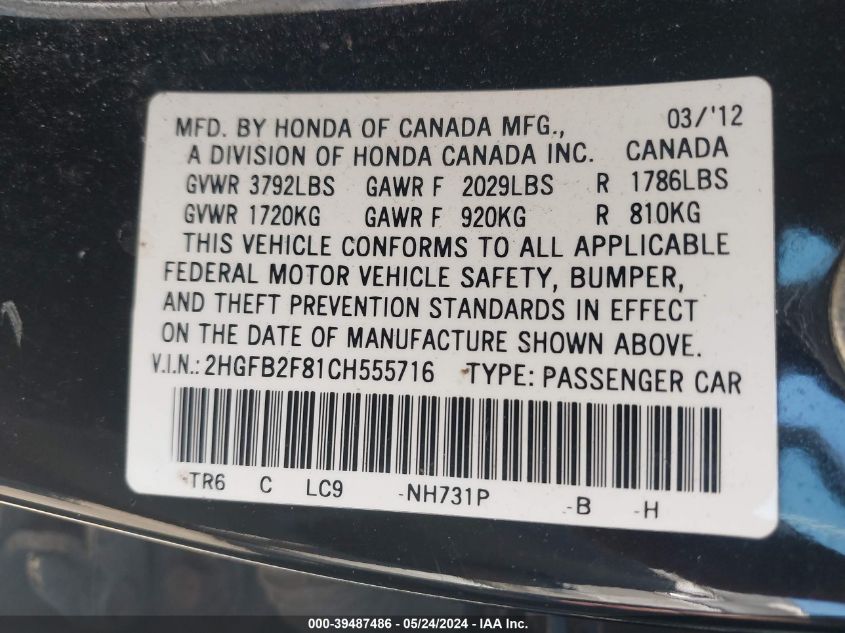 MFD. BY HONDA OF CANADA MFG., 03/'12
A DIVISION OF HONDA CANADA INC. CANADA
GVWR 3792LBS GAWR F 2029LBS R 1786LBS
GVWR 1720KG GAWR F 920KG R 810KG
THIS VEHICLE CONFORMS TO ALL APPLICABLE
FEDERAL MOTOR VEHICLE SAFETY, BUMPER,
AND THEFT PREVENTION STANDARDS IN EFFECT
ON THE DATE OF MANUFACTURE SHOWN ABOVE.
V.I.N.: 2HGFB2F81CH555716 TYPE: PASSENGER CAR
-TR6 C LC9 -NH731P -B -H
000-39487486 - 05/24/2024 - IAA Inc.